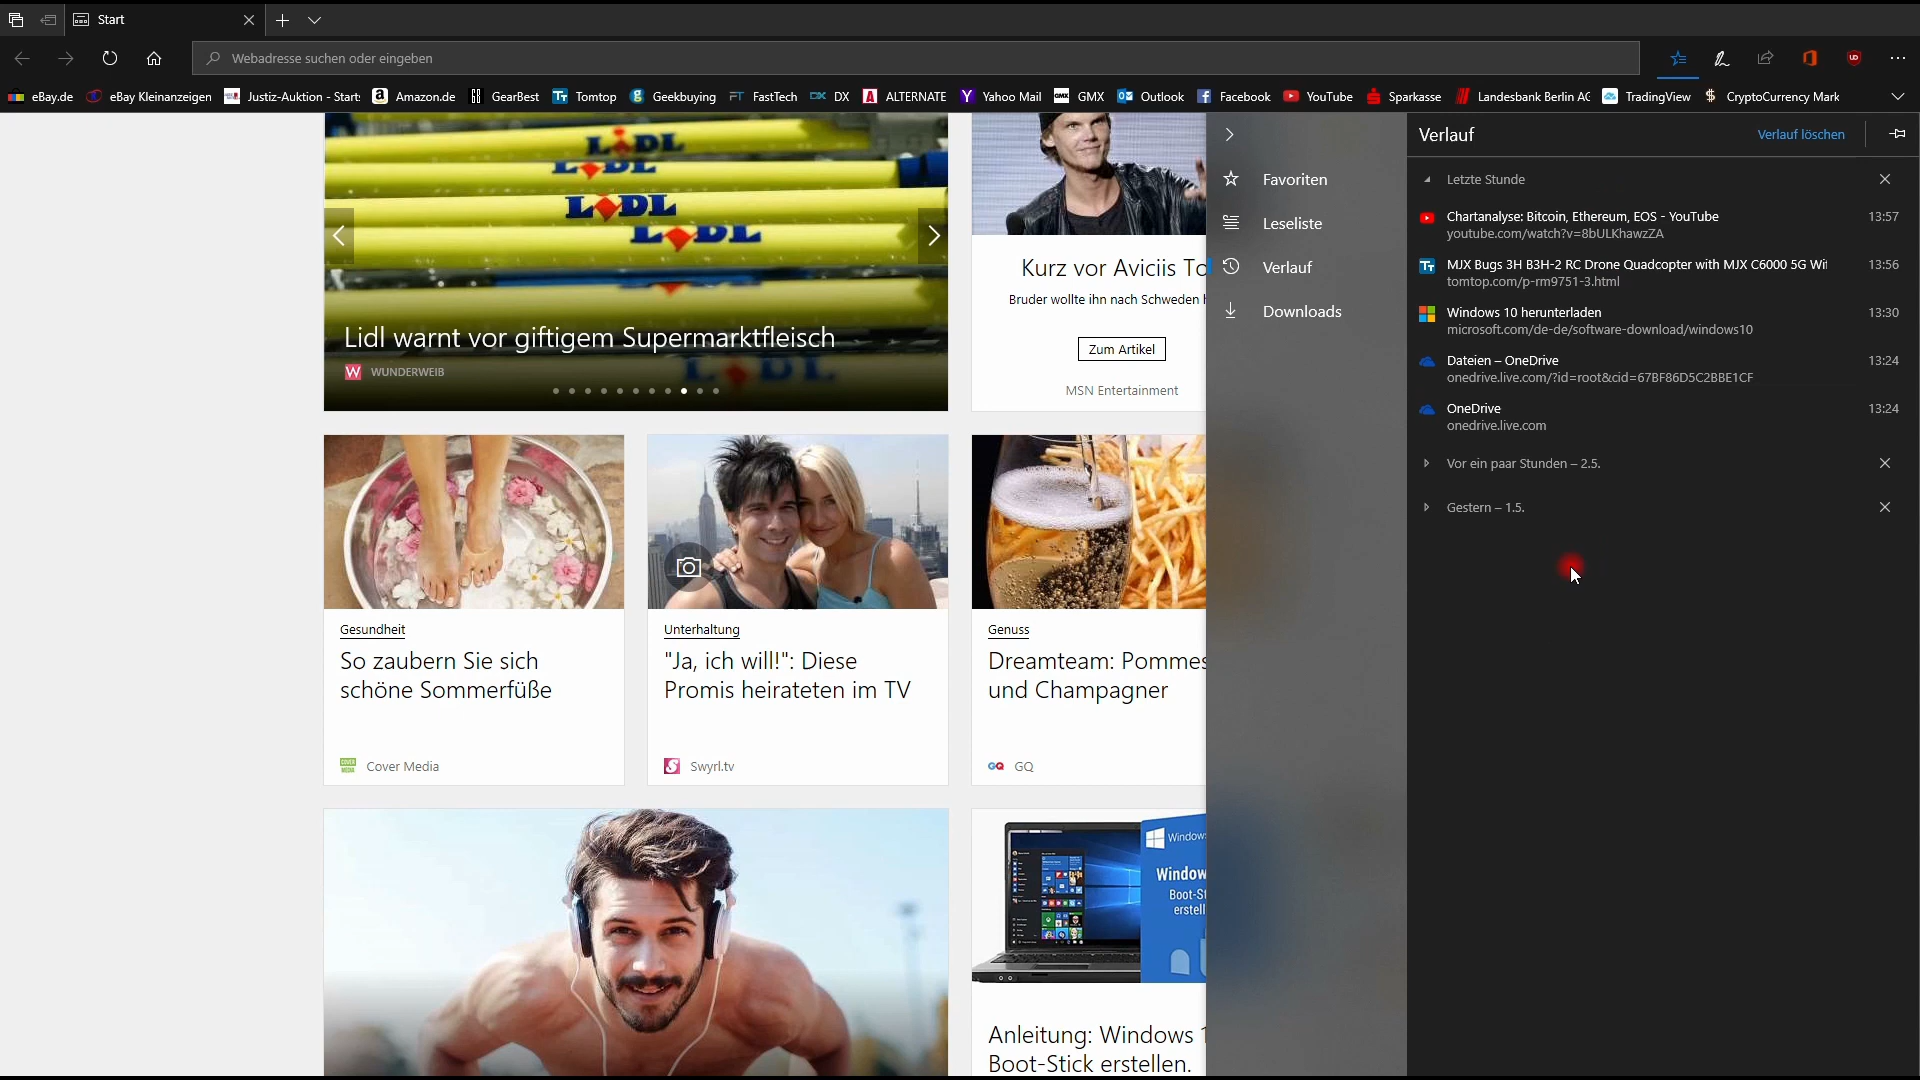 Start
Webadresse suchen oder eingeben
eBay.de eBay Kleinanzeigen Justiz-Auktion - Start: Amazon.de GearBest Tomtop Geekbuying FastTech DX ALTERNATE Yahoo Mail GMX Outlook Facebook YouTube Sparkasse Landesbank Berlin AG TradingView CryptoCurrency Mark
LIDL
LIDL
LIDL
LIDL
Lidl warnt vor giftigem Supermarktfleisch
WUNDERWEIB
Kurz vor Aviciis To
Bruder wollte ihn nach Schweden
Zum Artikel
MSN Entertainment
Gesundheit
So zaubern Sie sich
schöne Sommerfüße
Cover Media
Unterhaltung
"Ja, ich will!": Diese
Promis heirateten im TV
Swyrl.tv
Genuss
Dreamteam: Pommes
und Champagner
GQ
Window
Window
Boot-St
erstell
Anleitung: Windows 1
Boot-Stick erstellen.
Favoriten
Leseliste
Verlauf
Downloads
Verlauf
Verlauf löschen
Letzte Stunde
Chartanalyse: Bitcoin, Ethereum, EOS - YouTube 13:57
youtube.com/watch?v=8bULKhawzZA
MJX Bugs 3H B3H-2 RC Drone Quadcopter with MJX C6000 5G Wif 13:56
tomtop.com/p-rm9751-3.html
Windows 10 herunterladen 13:30
microsoft.com/de-de/software-download/windows10
Dateien – OneDrive 13:24
onedrive.live.com/?id=root&cid=67BF86D5C2BBE1CF
OneDrive 13:24
onedrive.live.com
Vor ein paar Stunden – 2.5.
Gestern – 1.5.